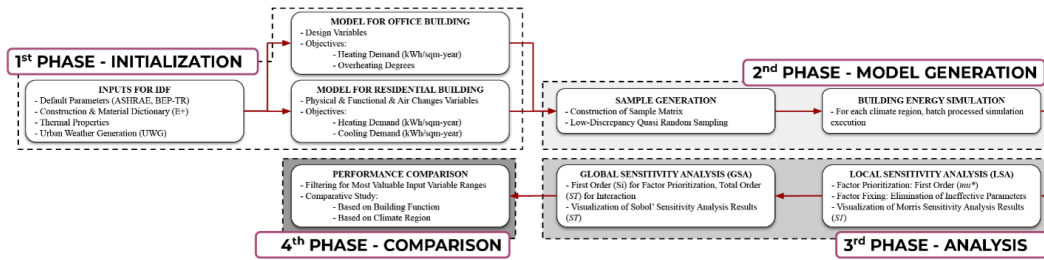 1st PHASE - INITIALIZATION
INPUTS FOR IDF
- Default Parameters (ASHRAE, BEP-TR)
- Construction & Material Dictionary (E+)
- Thermal Properties
- Urban Weather Generation (UWG)
MODEL FOR OFFICE BUILDING
- Design Variables
- Objectives:
- Heating Demand (kWh/sqm-year)
- Overheating Degrees
MODEL FOR RESIDENTIAL BUILDING
- Physical & Functional & Air Changes Variables
- Objectives:
- Heating Demand (kWh/sqm-year)
- Cooling Demand (kWh/sqm-year)
2nd PHASE - MODEL GENERATION
SAMPLE GENERATION
- Construction of Sample Matrix
- Low-Discrepancy Quasi Random Sampling
BUILDING ENERGY SIMULATION
- For each climate region, batch processed simulation
execution
LOCAL SENSITIVITY ANALYSIS (LSA)
- Factor Prioritization: First Order (mu*)
- Factor Fixing: Elimination of Ineffective Parameters
- Visualization of Morris Sensitivity Analysis Results
(S1)
3rd PHASE - ANALYSIS
GLOBAL SENSITIVITY ANALYSIS (GSA)
- First Order (Si) for Factor Prioritization, Total Order
(ST) for Interaction
- Visualization of Sobol' Sensitivity Analysis Results
(ST)
PERFORMANCE COMPARISON
- Filtering for Most Valuable Input Variable Ranges
- Comparative Study:
- Based on Building Function
- Based on Climate Region
4th PHASE - COMPARISON